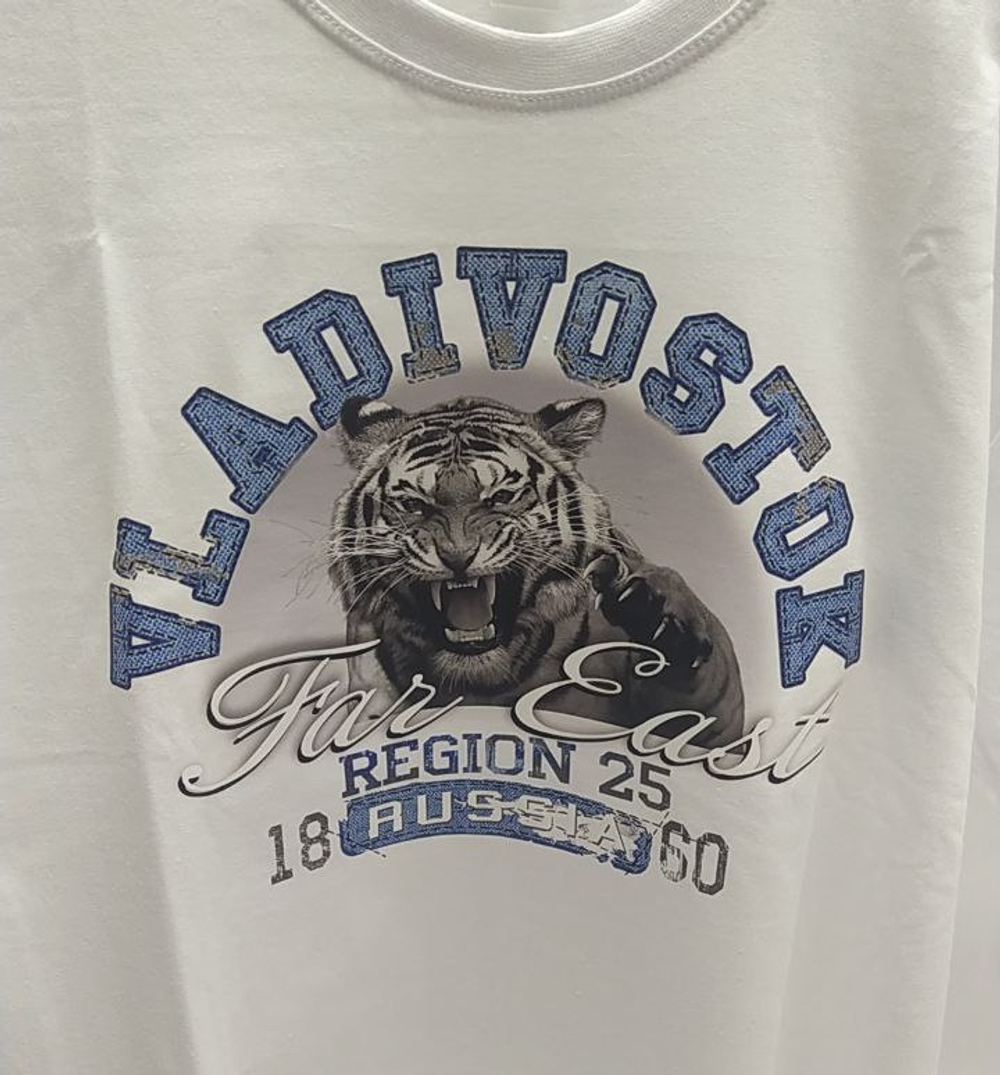 VLADIVOSTOK
Far East
REGION 25
RUSSIA
18 60